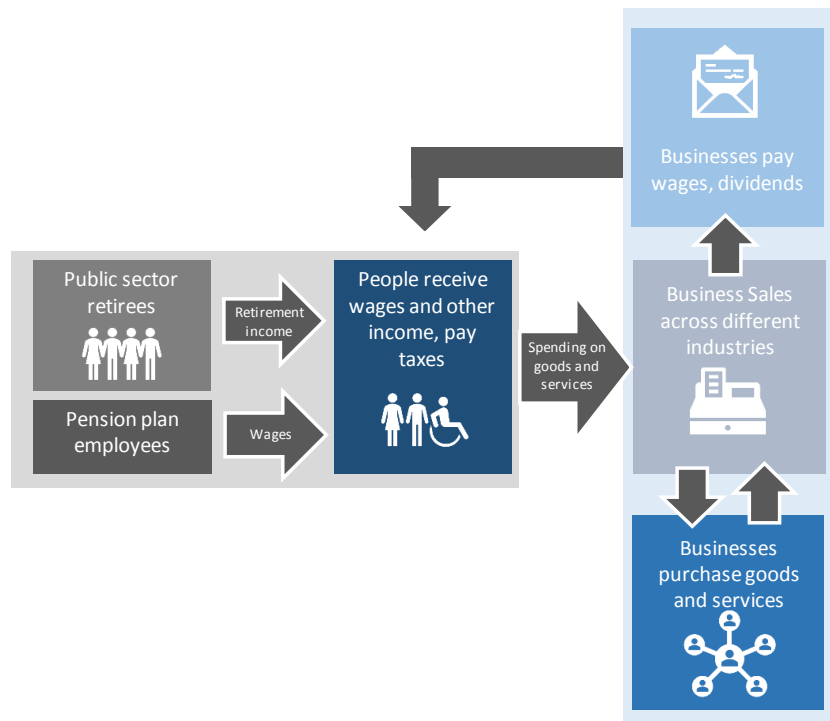 Businesses pay
wages, dividends
Public sector
retirees
Retirement
income
People receive
wages and other
income, pay
taxes
Spending on
goods and
services
Business Sales
across different
industries
Pension plan
employees
Wages
Businesses
purchase goods
and services